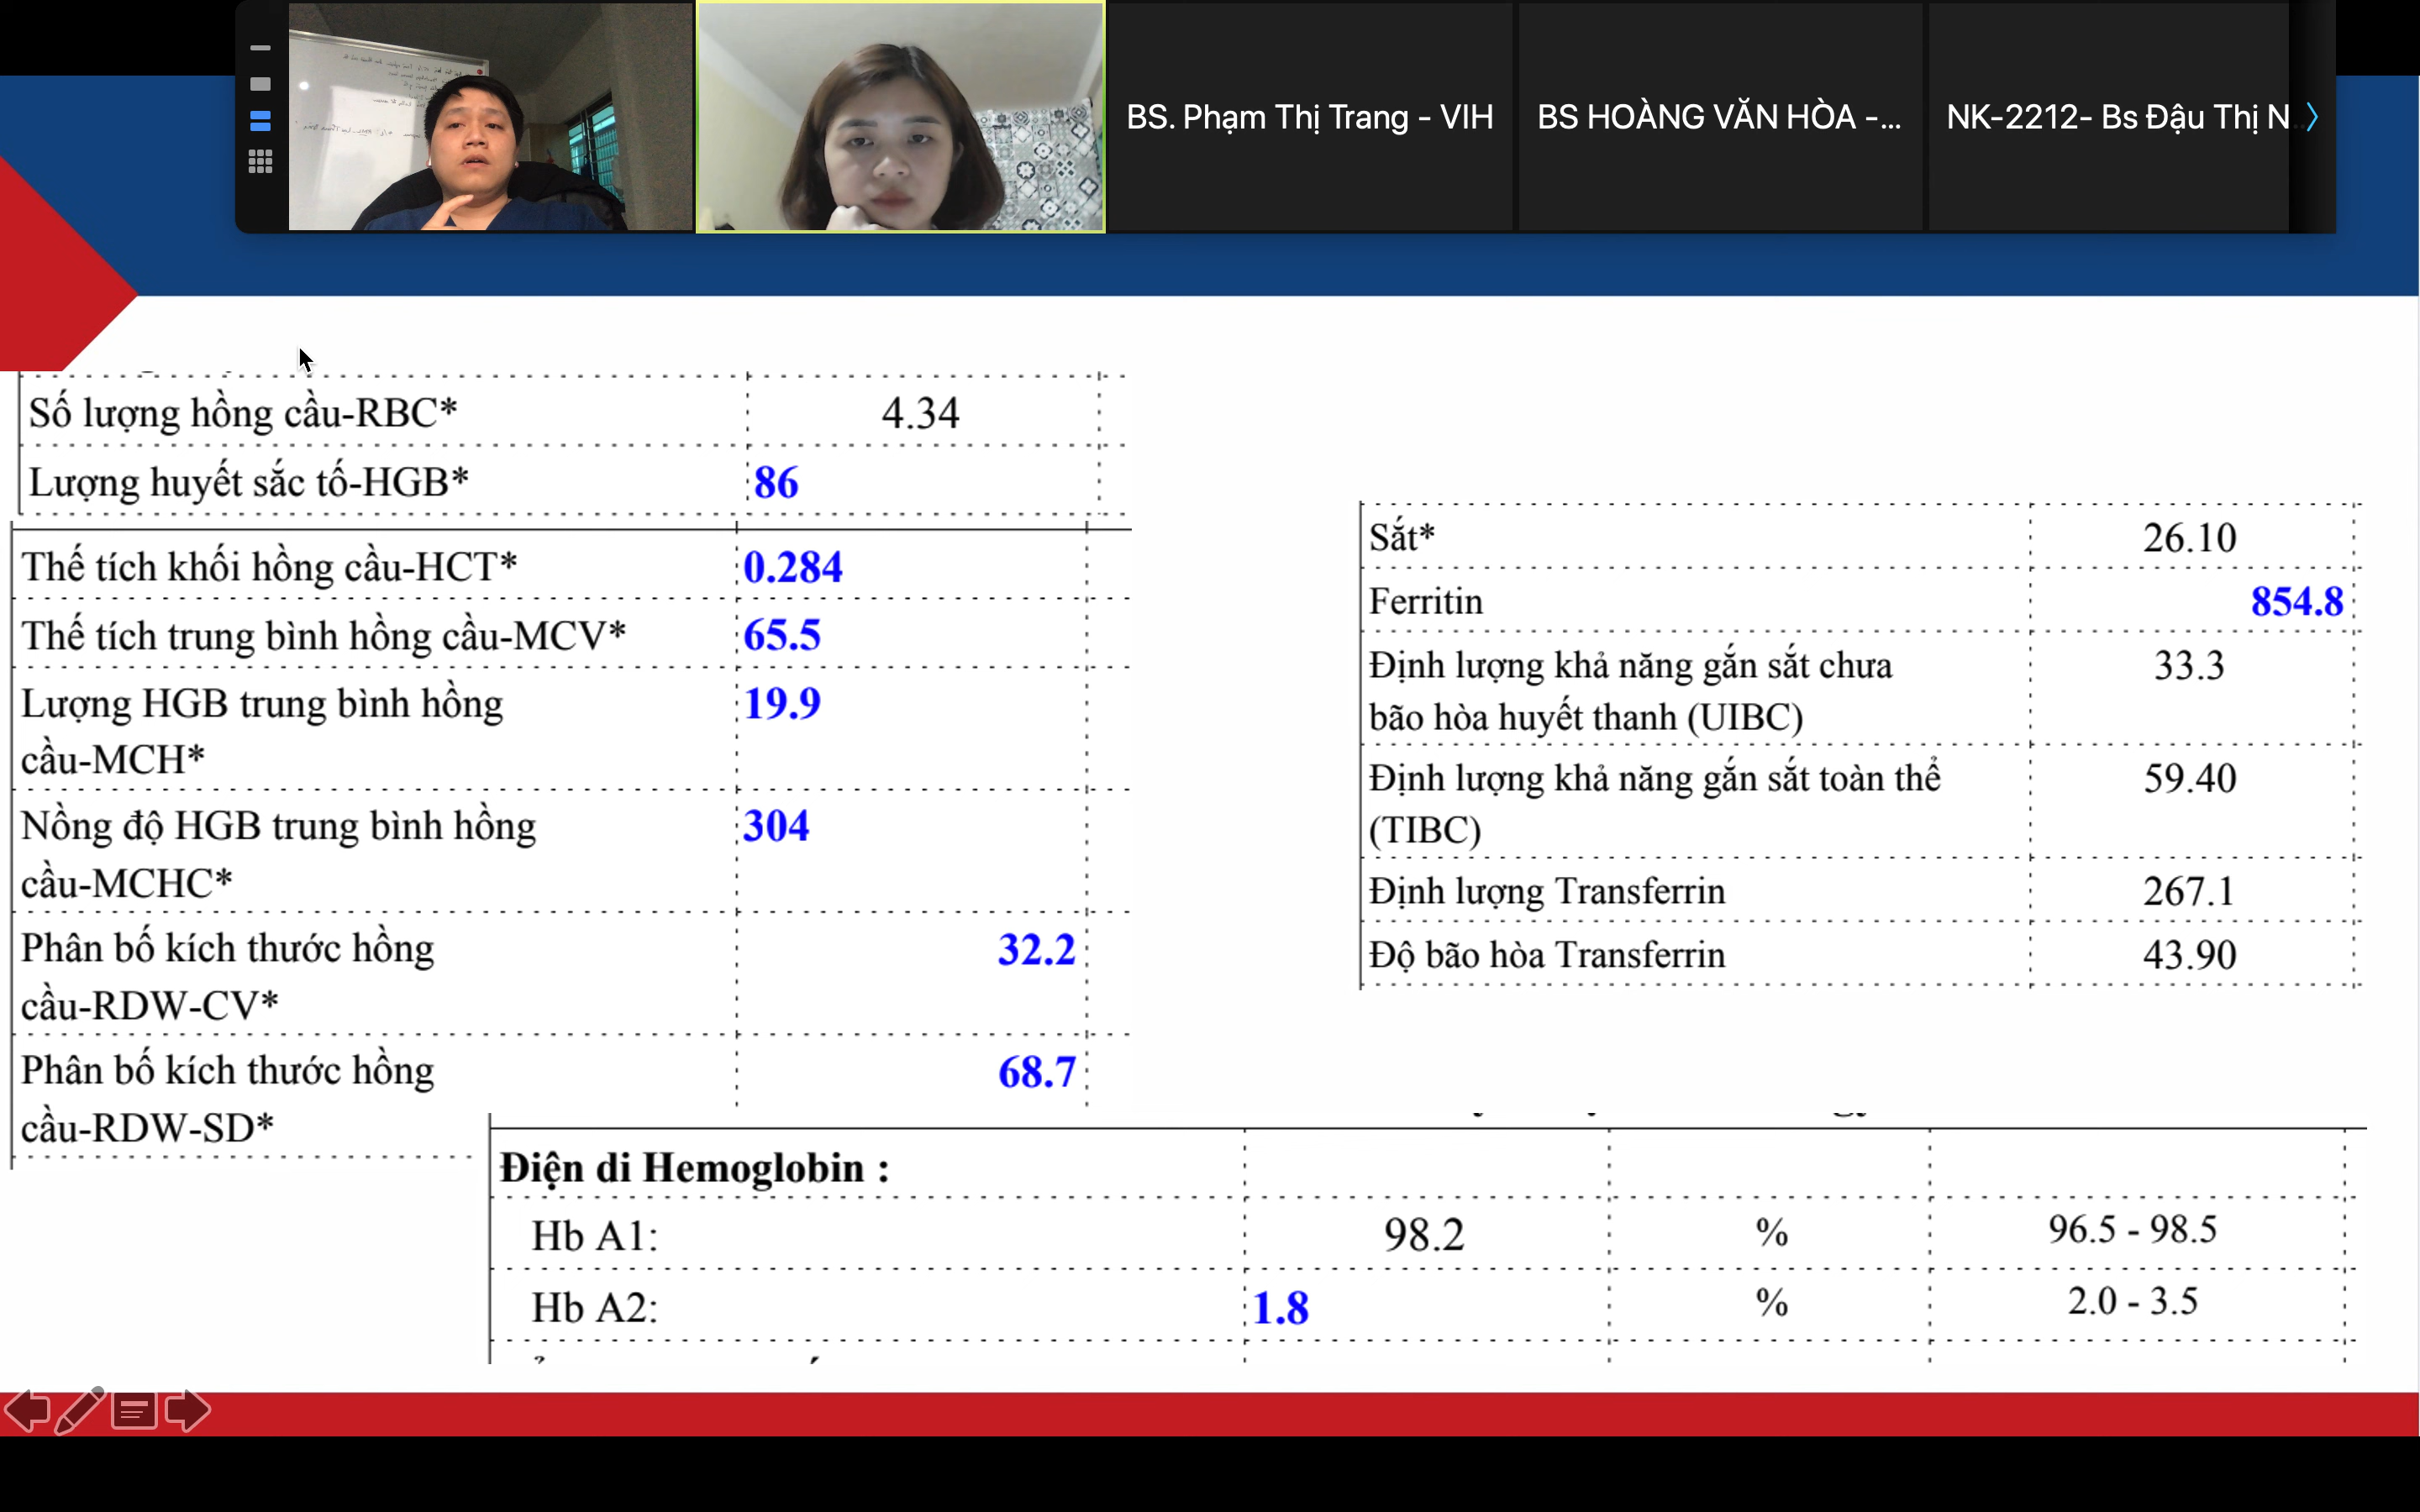 BS. Phạm Thị Trang - VIH
BS HOÀNG VĂN HÒA -...
NK-2212- Bs Đậu Thị N...
Số lượng hồng cầu-RBC* 4.34
Lượng huyết sắc tố-HGB* 86
Thể tích khối hồng cầu-HCT* 0.284
Thể tích trung bình hồng cầu-MCV* 65.5
Lượng HGB trung bình hồng 19.9
cầu-MCH*
Nồng độ HGB trung bình hồng 304
cầu-MCHC*
Phân bố kích thước hồng 32.2
cầu-RDW-CV*
Phân bố kích thước hồng 68.7
cầu-RDW-SD*
Sắt* 26.10
Ferritin 854.8
Định lượng khả năng gắn sắt chưa 33.3
bão hòa huyết thanh (UIBC)
Định lượng khả năng gắn sắt toàn thể 59.40
(TIBC)
Định lượng Transferrin 267.1
Độ bão hòa Transferrin 43.90
Điện di Hemoglobin :
Hb A1: 98.2 % 96.5 - 98.5
Hb A2: 1.8 % 2.0 - 3.5